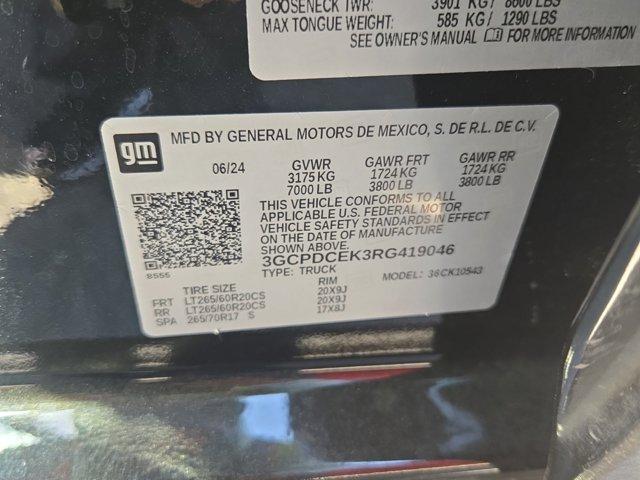 GOOSENECK TWR: 3901 KG / 8600 LBS
MAX TONGUE WEIGHT: 585 KG / 1290 LBS
SEE OWNER'S MANUAL FOR MORE INFORMATION
gm
MFD BY GENERAL MOTORS DE MEXICO, S. DE R.L. DE C.V.
06/24 GVWR GAWR FRT GAWR RR
3175 KG 1724 KG 1724 KG
7000 LB 3800 LB 3800 LB
THIS VEHICLE CONFORMS TO ALL
APPLICABLE U.S. FEDERAL MOTOR
VEHICLE SAFETY STANDARDS IN EFFECT
ON THE DATE OF MANUFACTURE
SHOWN ABOVE.
3GCPDCEK3RG419046
TYPE: TRUCK MODEL: 36CK10543
8555
TIRE SIZE RIM
FRT LT265/60R20CS 20X9J
RR LT265/60R20CS 20X9J
SPA 265/70R17 S 17X8J